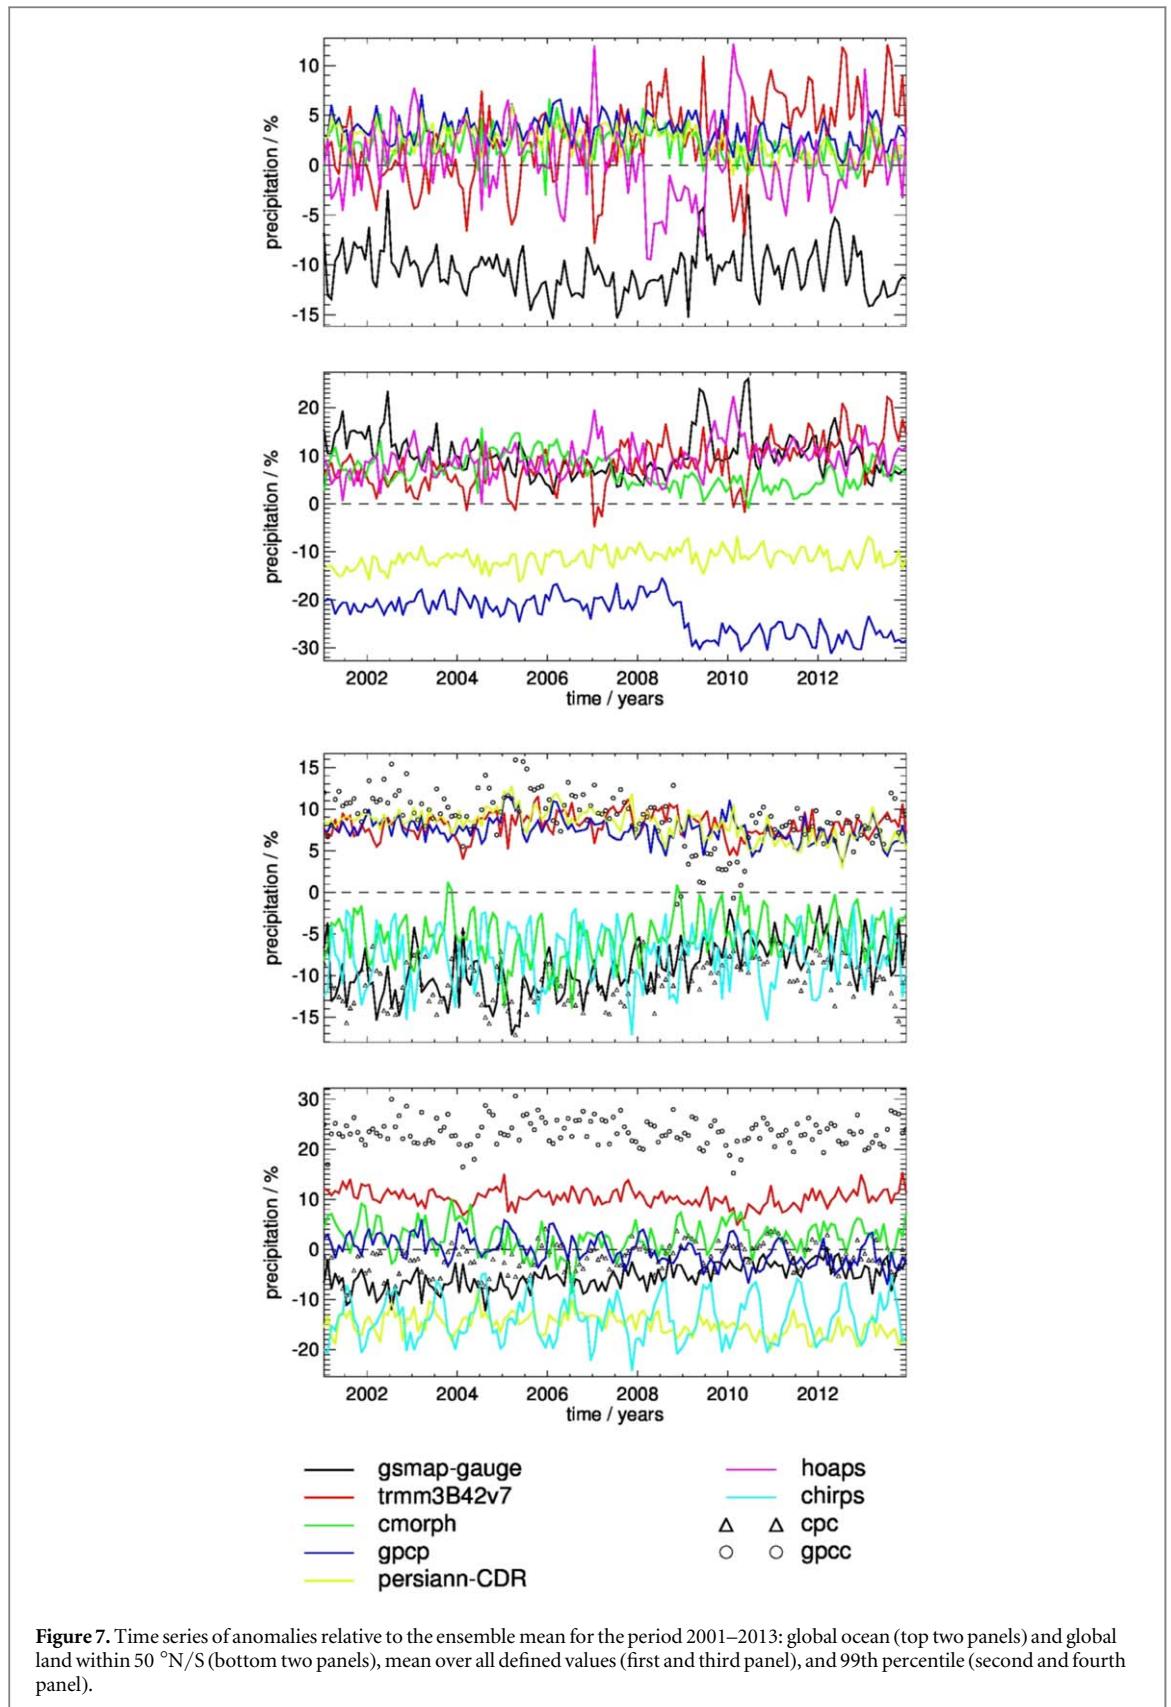 10
5
0
-5
-10
-15
precipitation / %
20
10
0
-10
-20
-30
precipitation / %
2002 2004 2006 2008 2010 2012
time / years
15
10
5
0
-5
-10
-15
precipitation / %
30
20
10
0
-10
-20
precipitation / %
2002 2004 2006 2008 2010 2012
time / years
gsmap-gauge
trmm3B42v7
cmorph
gpcp
persiann-CDR
hoaps
chirps
cpc
gpcc
Figure 7. Time series of anomalies relative to the ensemble mean for the period 2001–2013: global ocean (top two panels) and global
land within 50 °N/S (bottom two panels), mean over all defined values (first and third panel), and 99th percentile (second and fourth
panel).